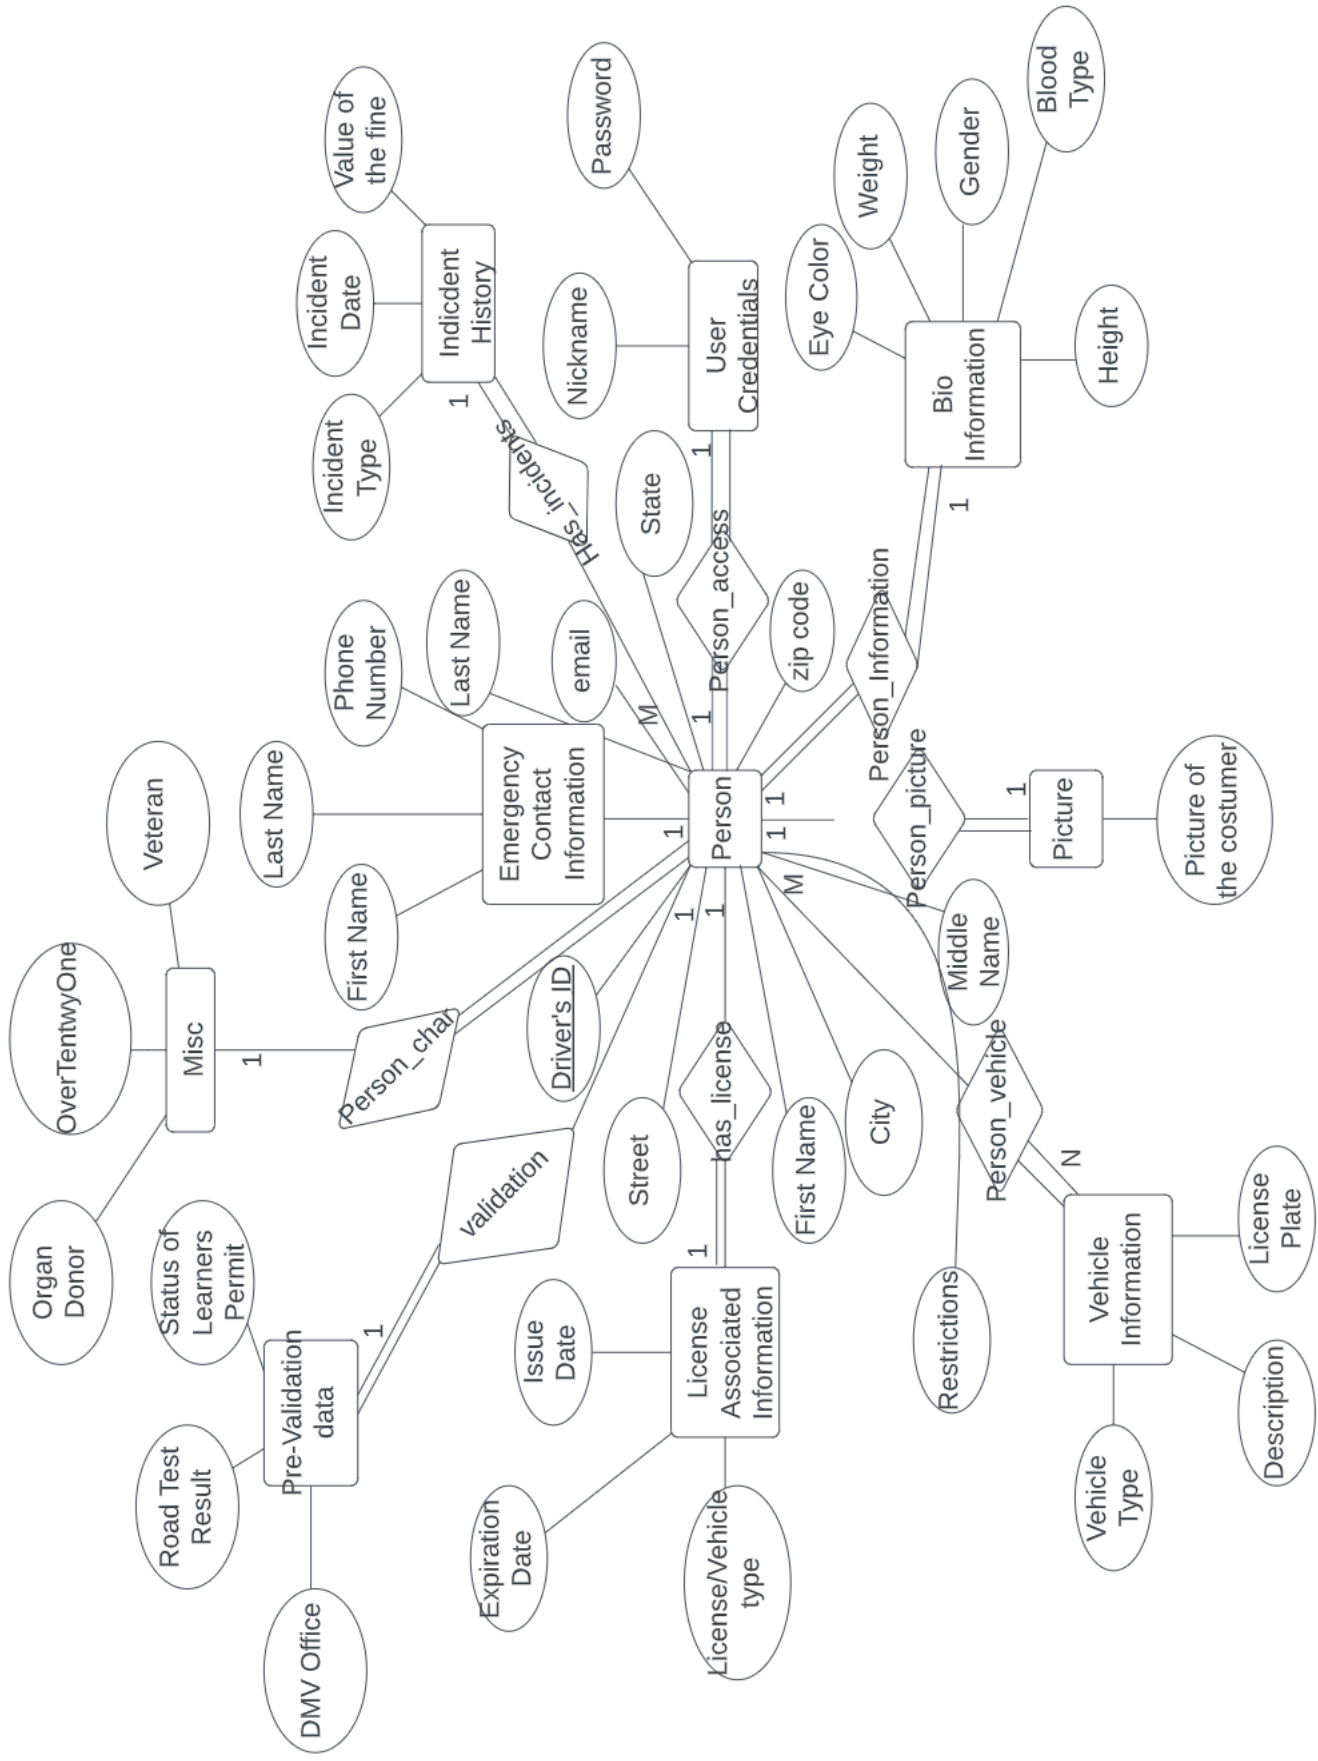 DMV Office
Road Test
Result
Status of
Learners
Permit
Pre-Validation
data
1
Organ
Donor
OverTentwyOne
Veteran
Misc
1
Person_char
validation
First Name
Last Name
Phone
Number
Last Name
Emergency
Contact
Information
email
Incident
Type
Incident
Date
Value of
the fine
Indicdent
History
1
Has_incidents
M
Expiration
Date
Issue
Date
License/Vehicle
type
License
Associated
Information
1
has_license
Street
Driver's ID
1
1
1
Person
1
Person_access
1
State
Nickname
Password
User
Credentials
First Name
City
M
1
1
zip code
Person_Information
1
Eye Color
Weight
Gender
Blood
Type
Height
Bio
Information
Restrictions
Middle
Name
Person_picture
1
Picture
Picture of
the costumer
Person_vehicle
N
Vehicle
Information
Vehicle
Type
Description
License
Plate